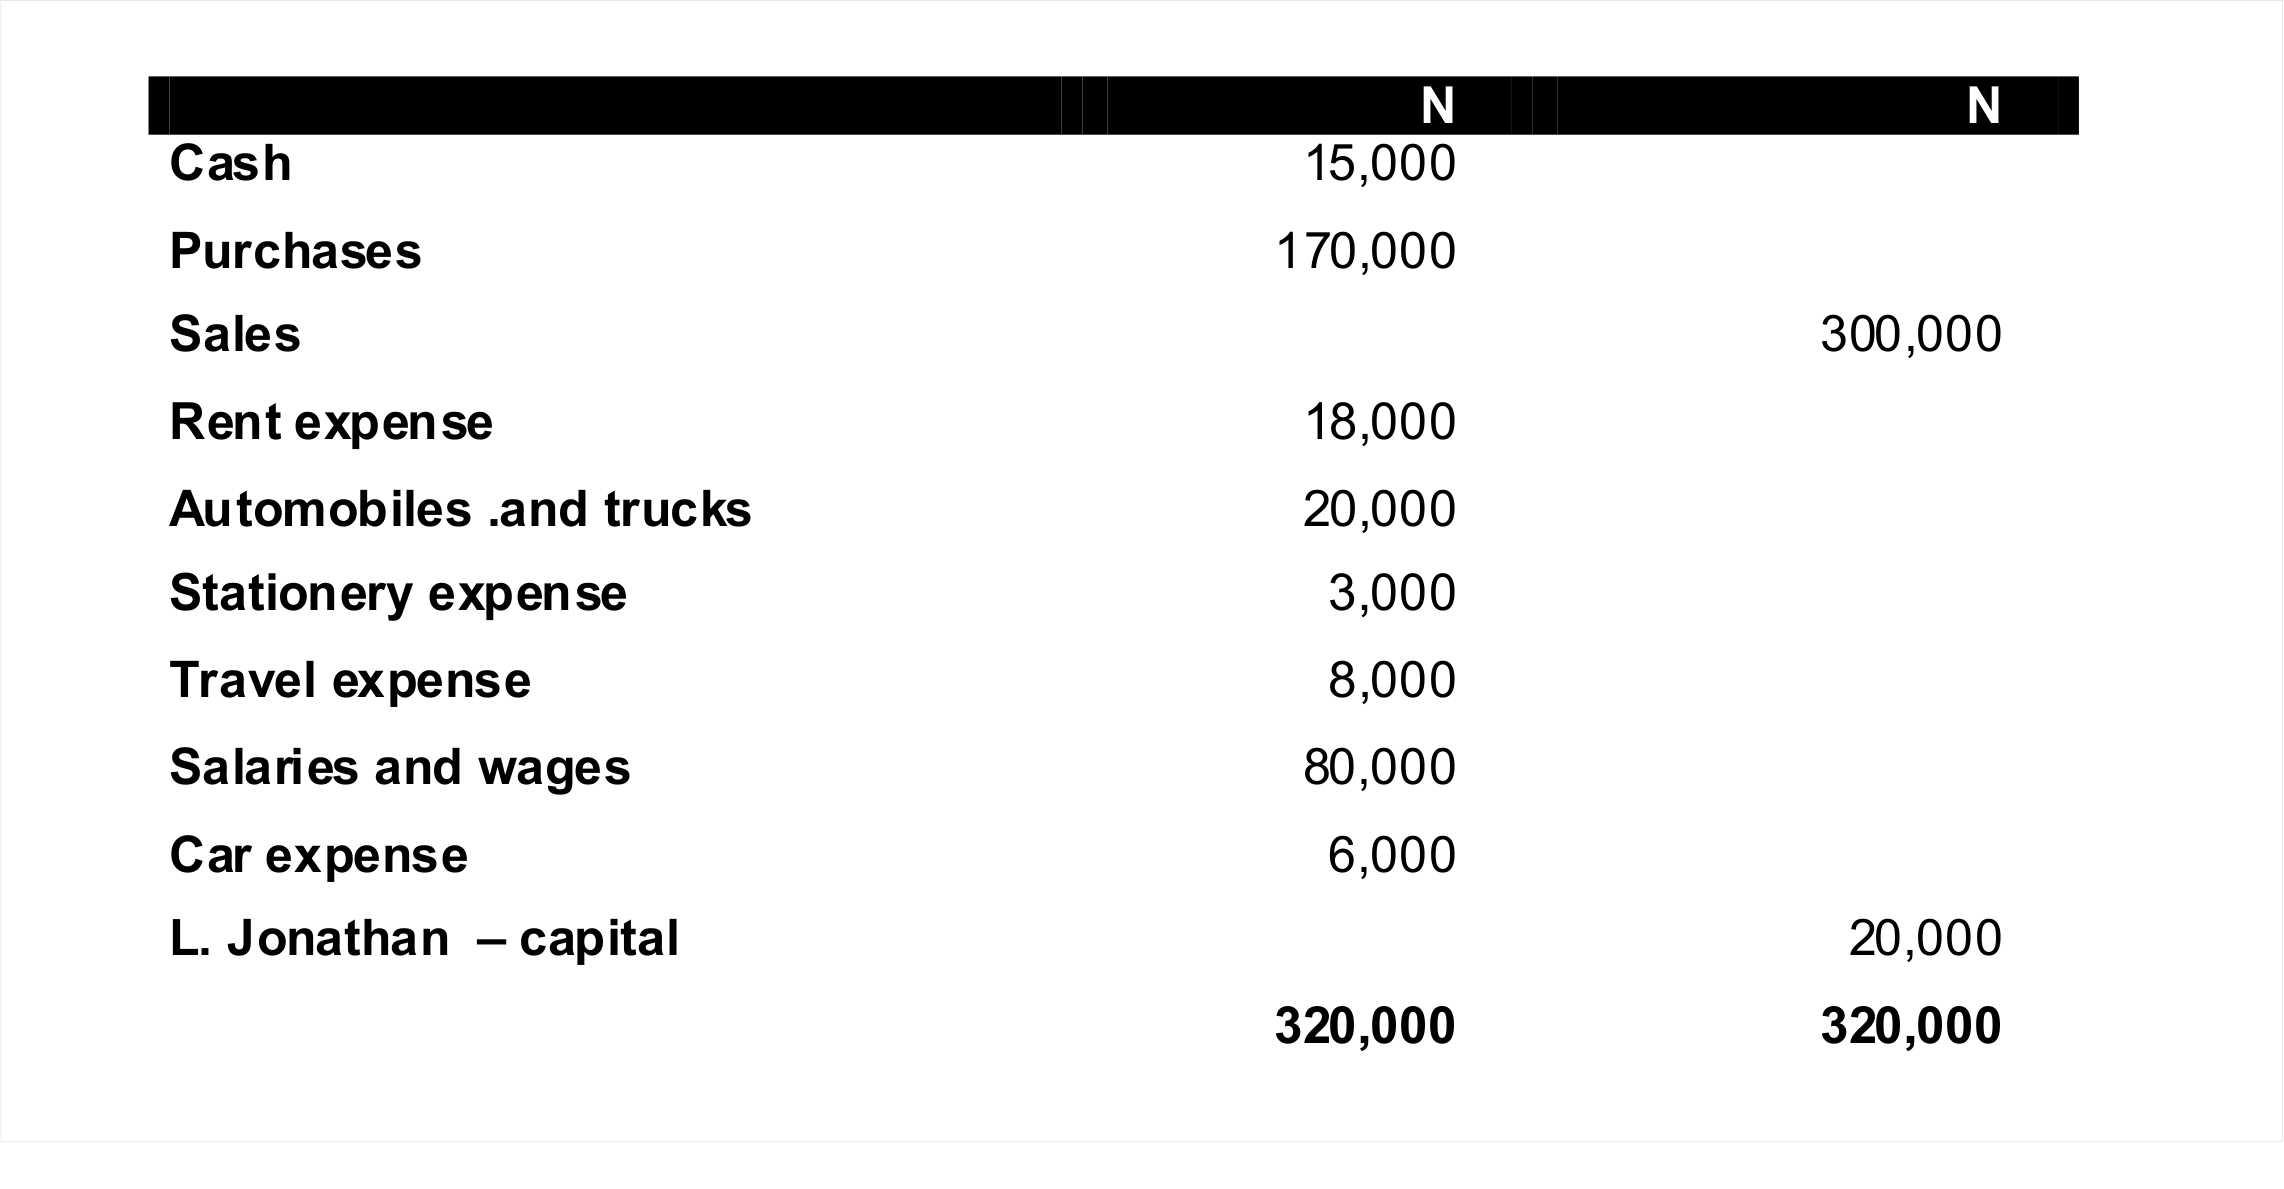 N N
Cash 15,000
Purchases 170,000
Sales 300,000
Rent expense 18,000
Automobiles .and trucks 20,000
Stationery expense 3,000
Travel expense 8,000
Salaries and wages 80,000
Car expense 6,000
L. Jonathan – capital 20,000
320,000 320,000